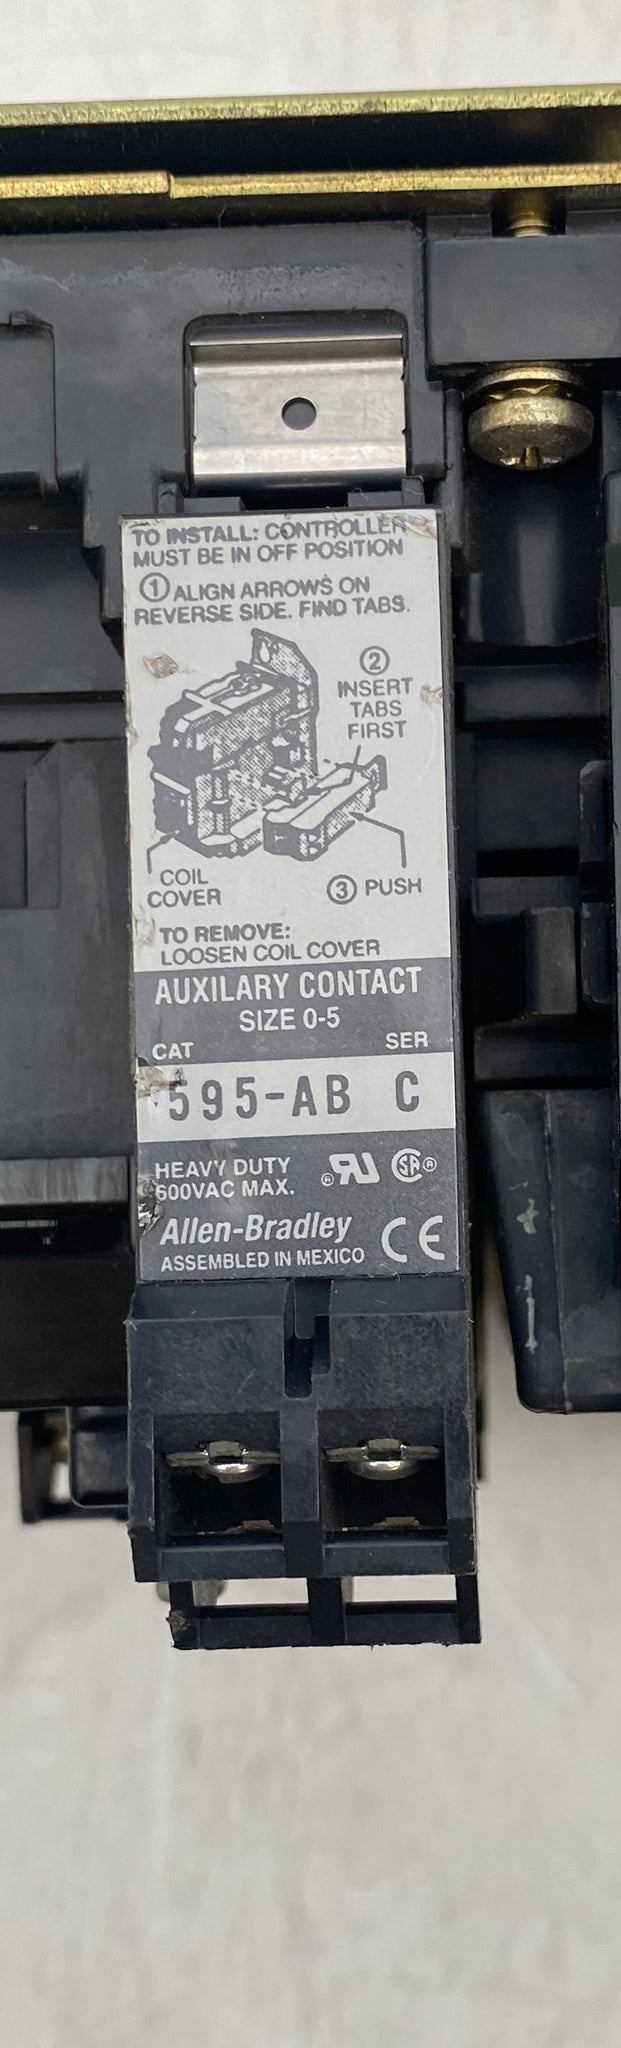 TO INSTALL: CONTROLLER
MUST BE IN OFF POSITION
① ALIGN ARROWS ON
REVERSE SIDE. FIND TABS.
②
INSERT
TABS
FIRST
COIL
COVER
③ PUSH
TO REMOVE:
LOOSEN COIL COVER
AUXILARY CONTACT
SIZE 0-5
CAT SER
595-AB C
HEAVY DUTY
600VAC MAX.
Allen-Bradley
ASSEMBLED IN MEXICO
CE